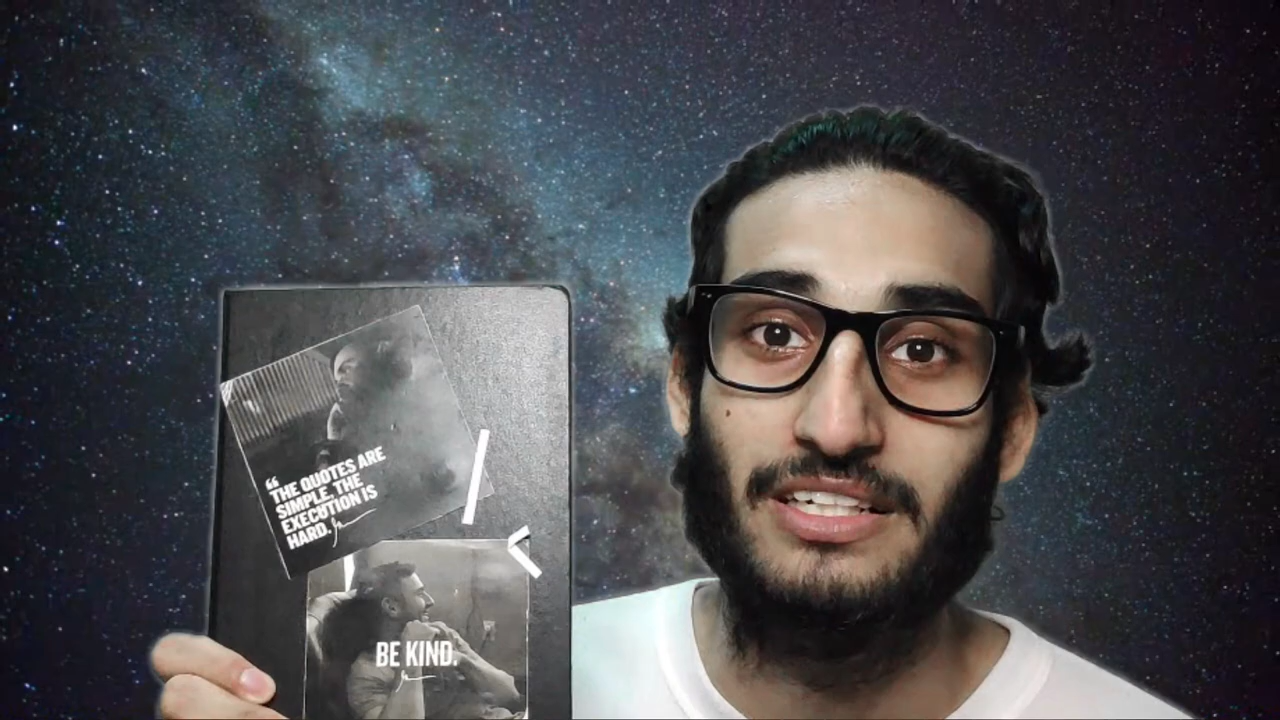 “THE QUOTES ARE
SIMPLE, THE
EXECUTION IS
HARD.
BE KIND.